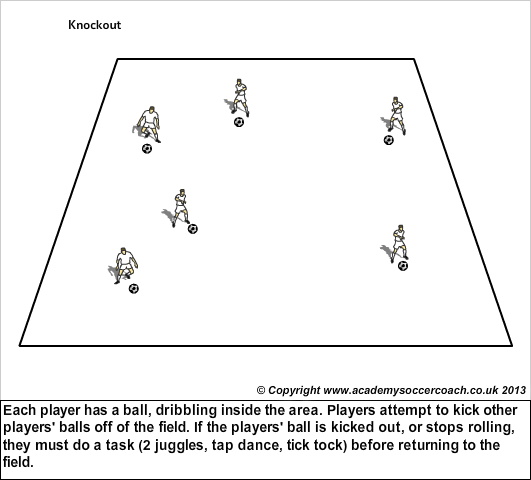 Knockout
© Copyright www.academysoccercoach.co.uk 2013
Each player has a ball, dribbling inside the area. Players attempt to kick other
players' balls off of the field. If the players' ball is kicked out, or stops rolling,
they must do a task (2 juggles, tap dance, tick tock) before returning to the
field.